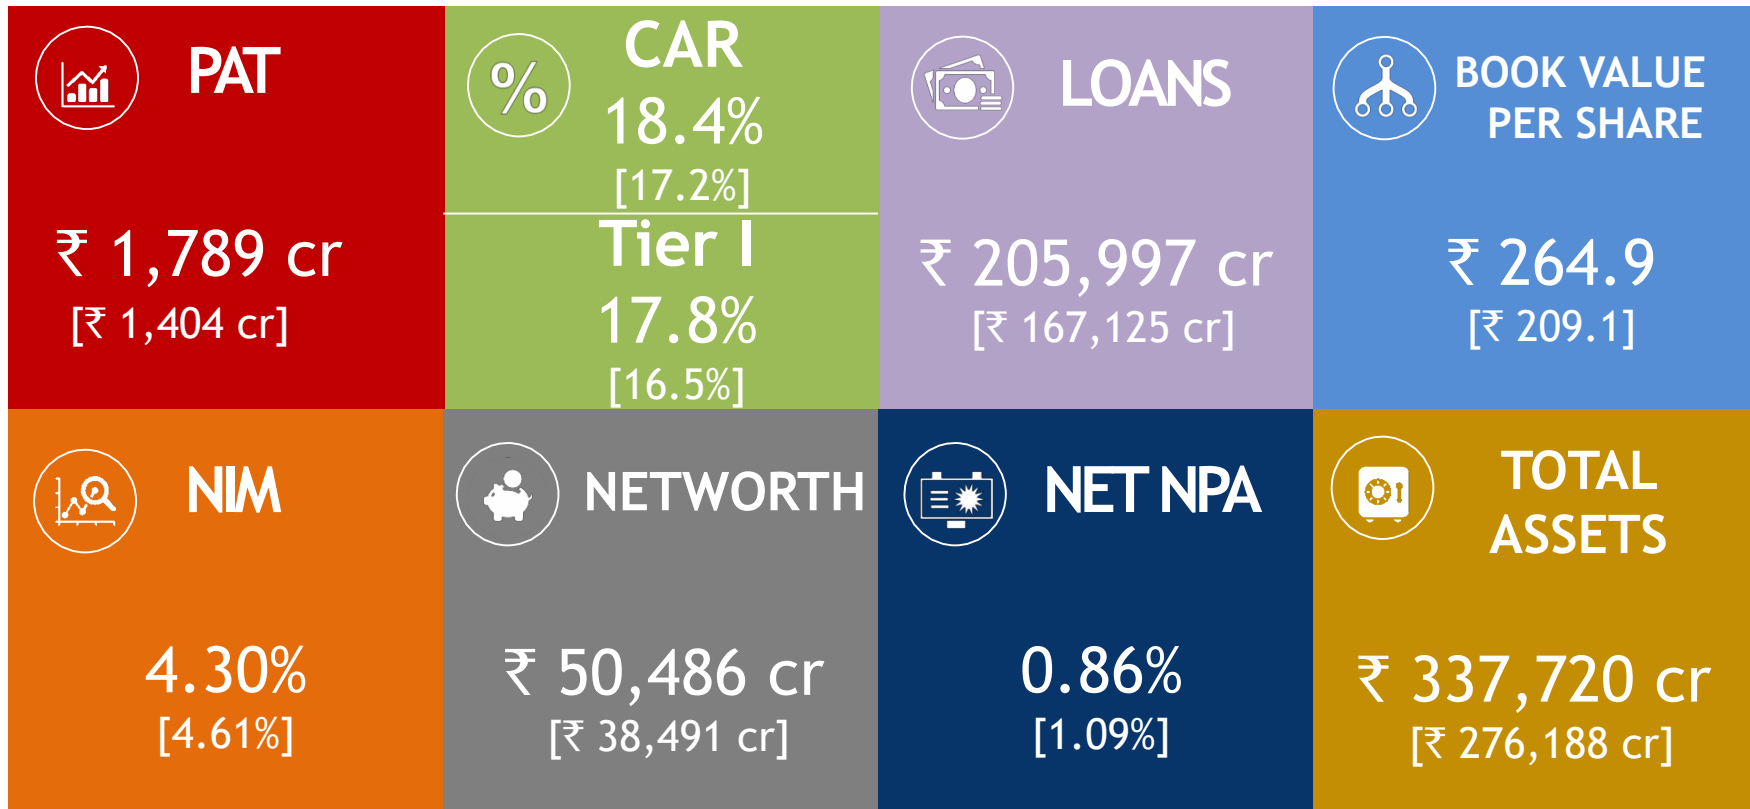 PAT
₹ 1,789 cr
[₹ 1,404 cr]
%
CAR
18.4%
[17.2%]
Tier I
17.8%
[16.5%]
LOANS
₹ 205,997 cr
[₹ 167,125 cr]
BOOK VALUE
PER SHARE
₹ 264.9
[₹ 209.1]
NIM
4.30%
[4.61%]
NETWORTH
₹ 50,486 cr
[₹ 38,491 cr]
NET NPA
0.86%
[1.09%]
TOTAL
ASSETS
₹ 337,720 cr
[₹ 276,188 cr]